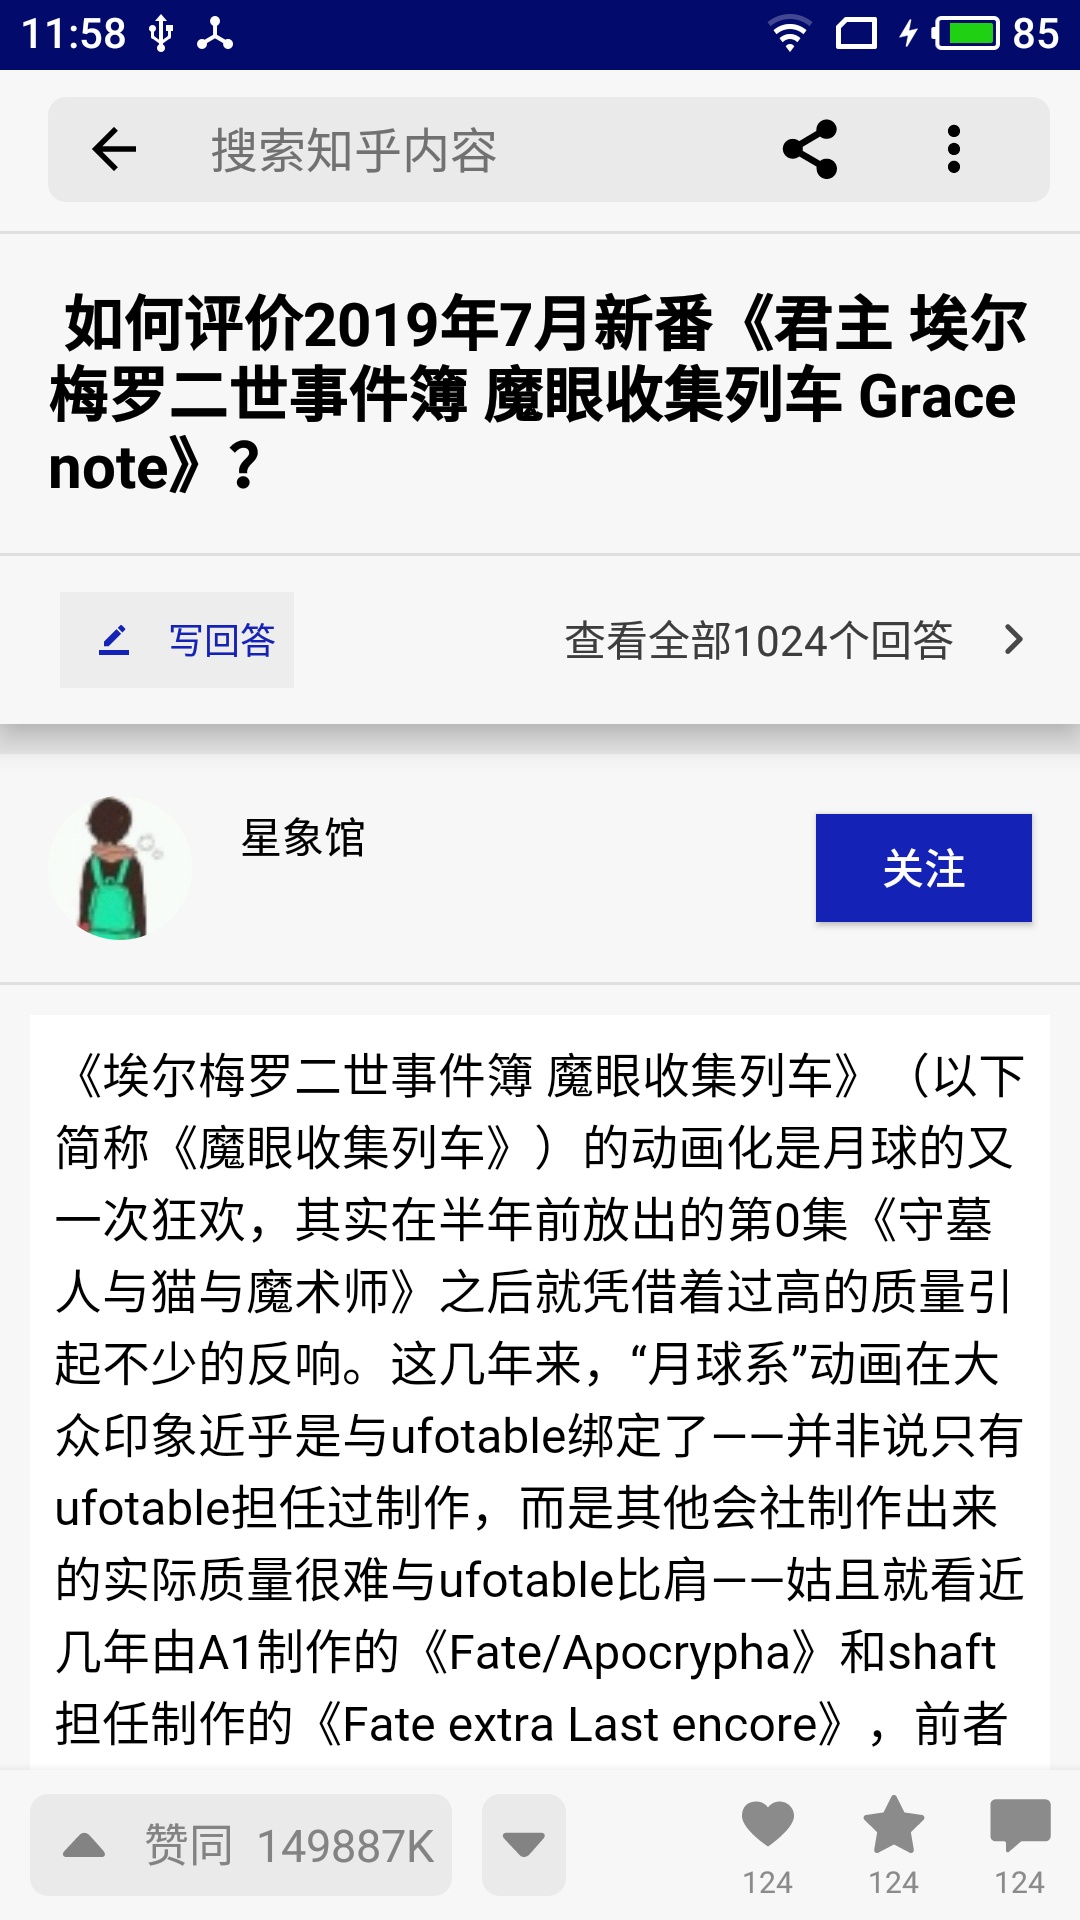 11:58
85
搜索知乎内容
如何评价2019年7月新番《君主 埃尔
梅罗二世事件簿 魔眼收集列车 Grace
note》？
写回答
查看全部1024个回答
星象馆
关注
《埃尔梅罗二世事件簿 魔眼收集列车》（以下
简称《魔眼收集列车》）的动画化是月球的又
一次狂欢，其实在半年前放出的第0集《守墓
人与猫与魔术师》之后就凭借着过高的质量引
起不少的反响。这几年来，“月球系”动画在大
众印象近乎是与ufotable绑定了——并非说只有
ufotable担任过制作，而是其他会社制作出来
的实际质量很难与ufotable比肩——姑且就看近
几年由A1制作的《Fate/Apocrypha》和shaft
担任制作的《Fate extra Last encore》，前者
赞同 149887K
124
124
124